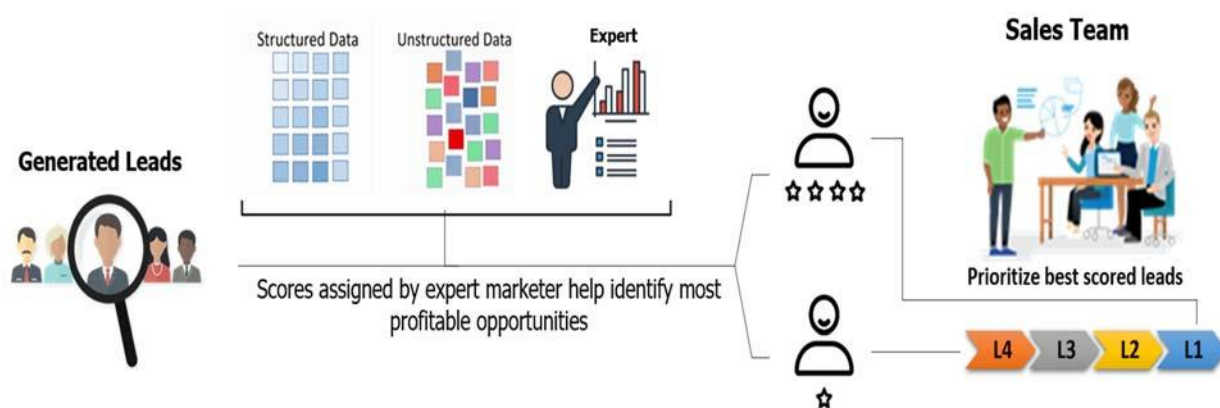 Generated Leads
Structured Data
Unstructured Data
Expert
Scores assigned by expert marketer help identify most
profitable opportunities
Sales Team
Prioritize best scored leads
L4
L3
L2
L1